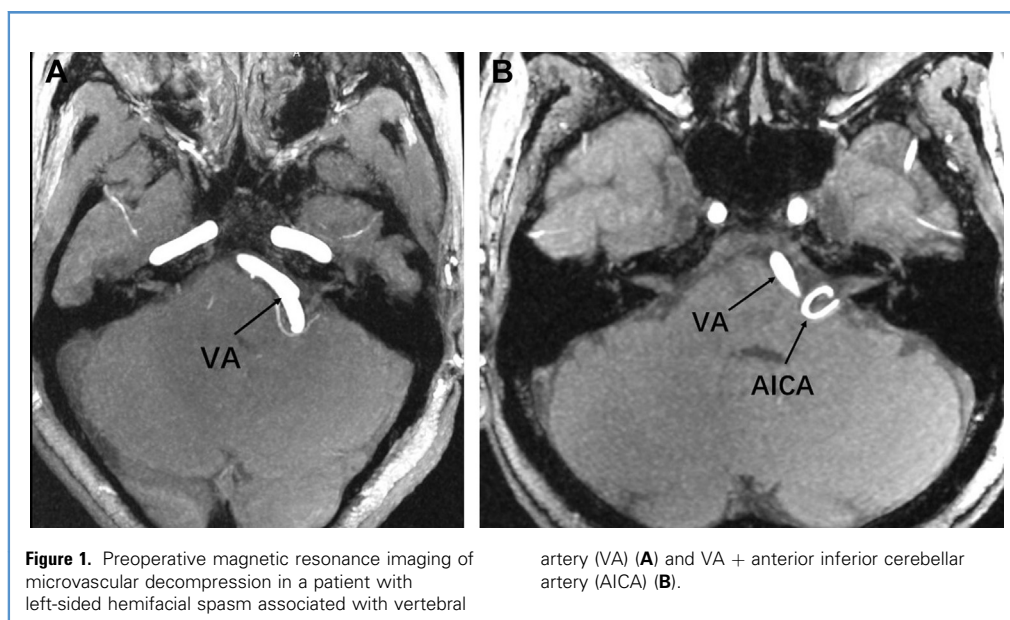 A
B
VA
VA
AICA
Figure 1. Preoperative magnetic resonance imaging of
microvascular decompression in a patient with
left-sided hemifacial spasm associated with vertebral
artery (VA) (A) and VA + anterior inferior cerebellar
artery (AICA) (B).